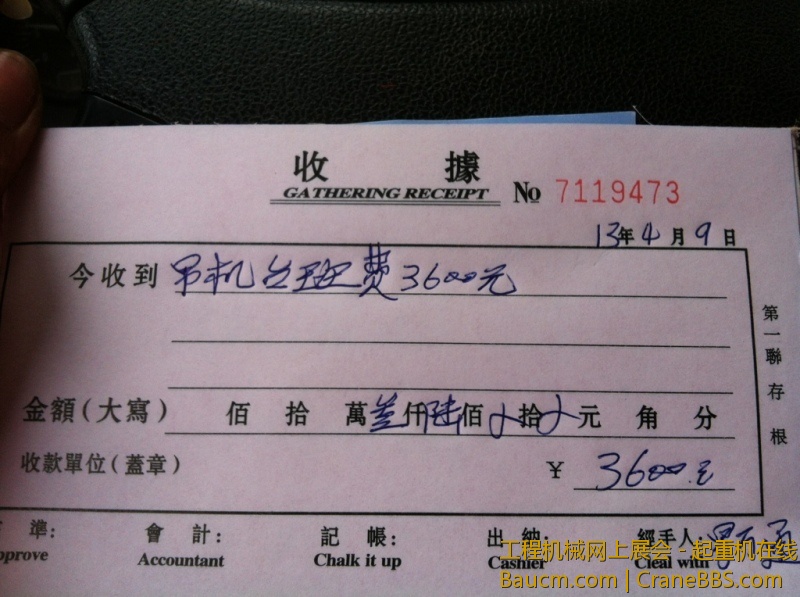 收 據
GATHERING RECEIPT No 7119473
13年4月9日
今收到 吊机台班费3600元
金額(大寫) 佰 拾 萬叁仟陆佰 拾 元 角 分
收款單位(蓋章) ¥ 3600.元
第一聯 存根
準: 會 計: 記 帳: 出 納: 經手人:
pprove Accountant Chalk it up Cashier Cleal with
工程机械网上展会 - 起重机在线
Baucm.com | CraneBBS.com